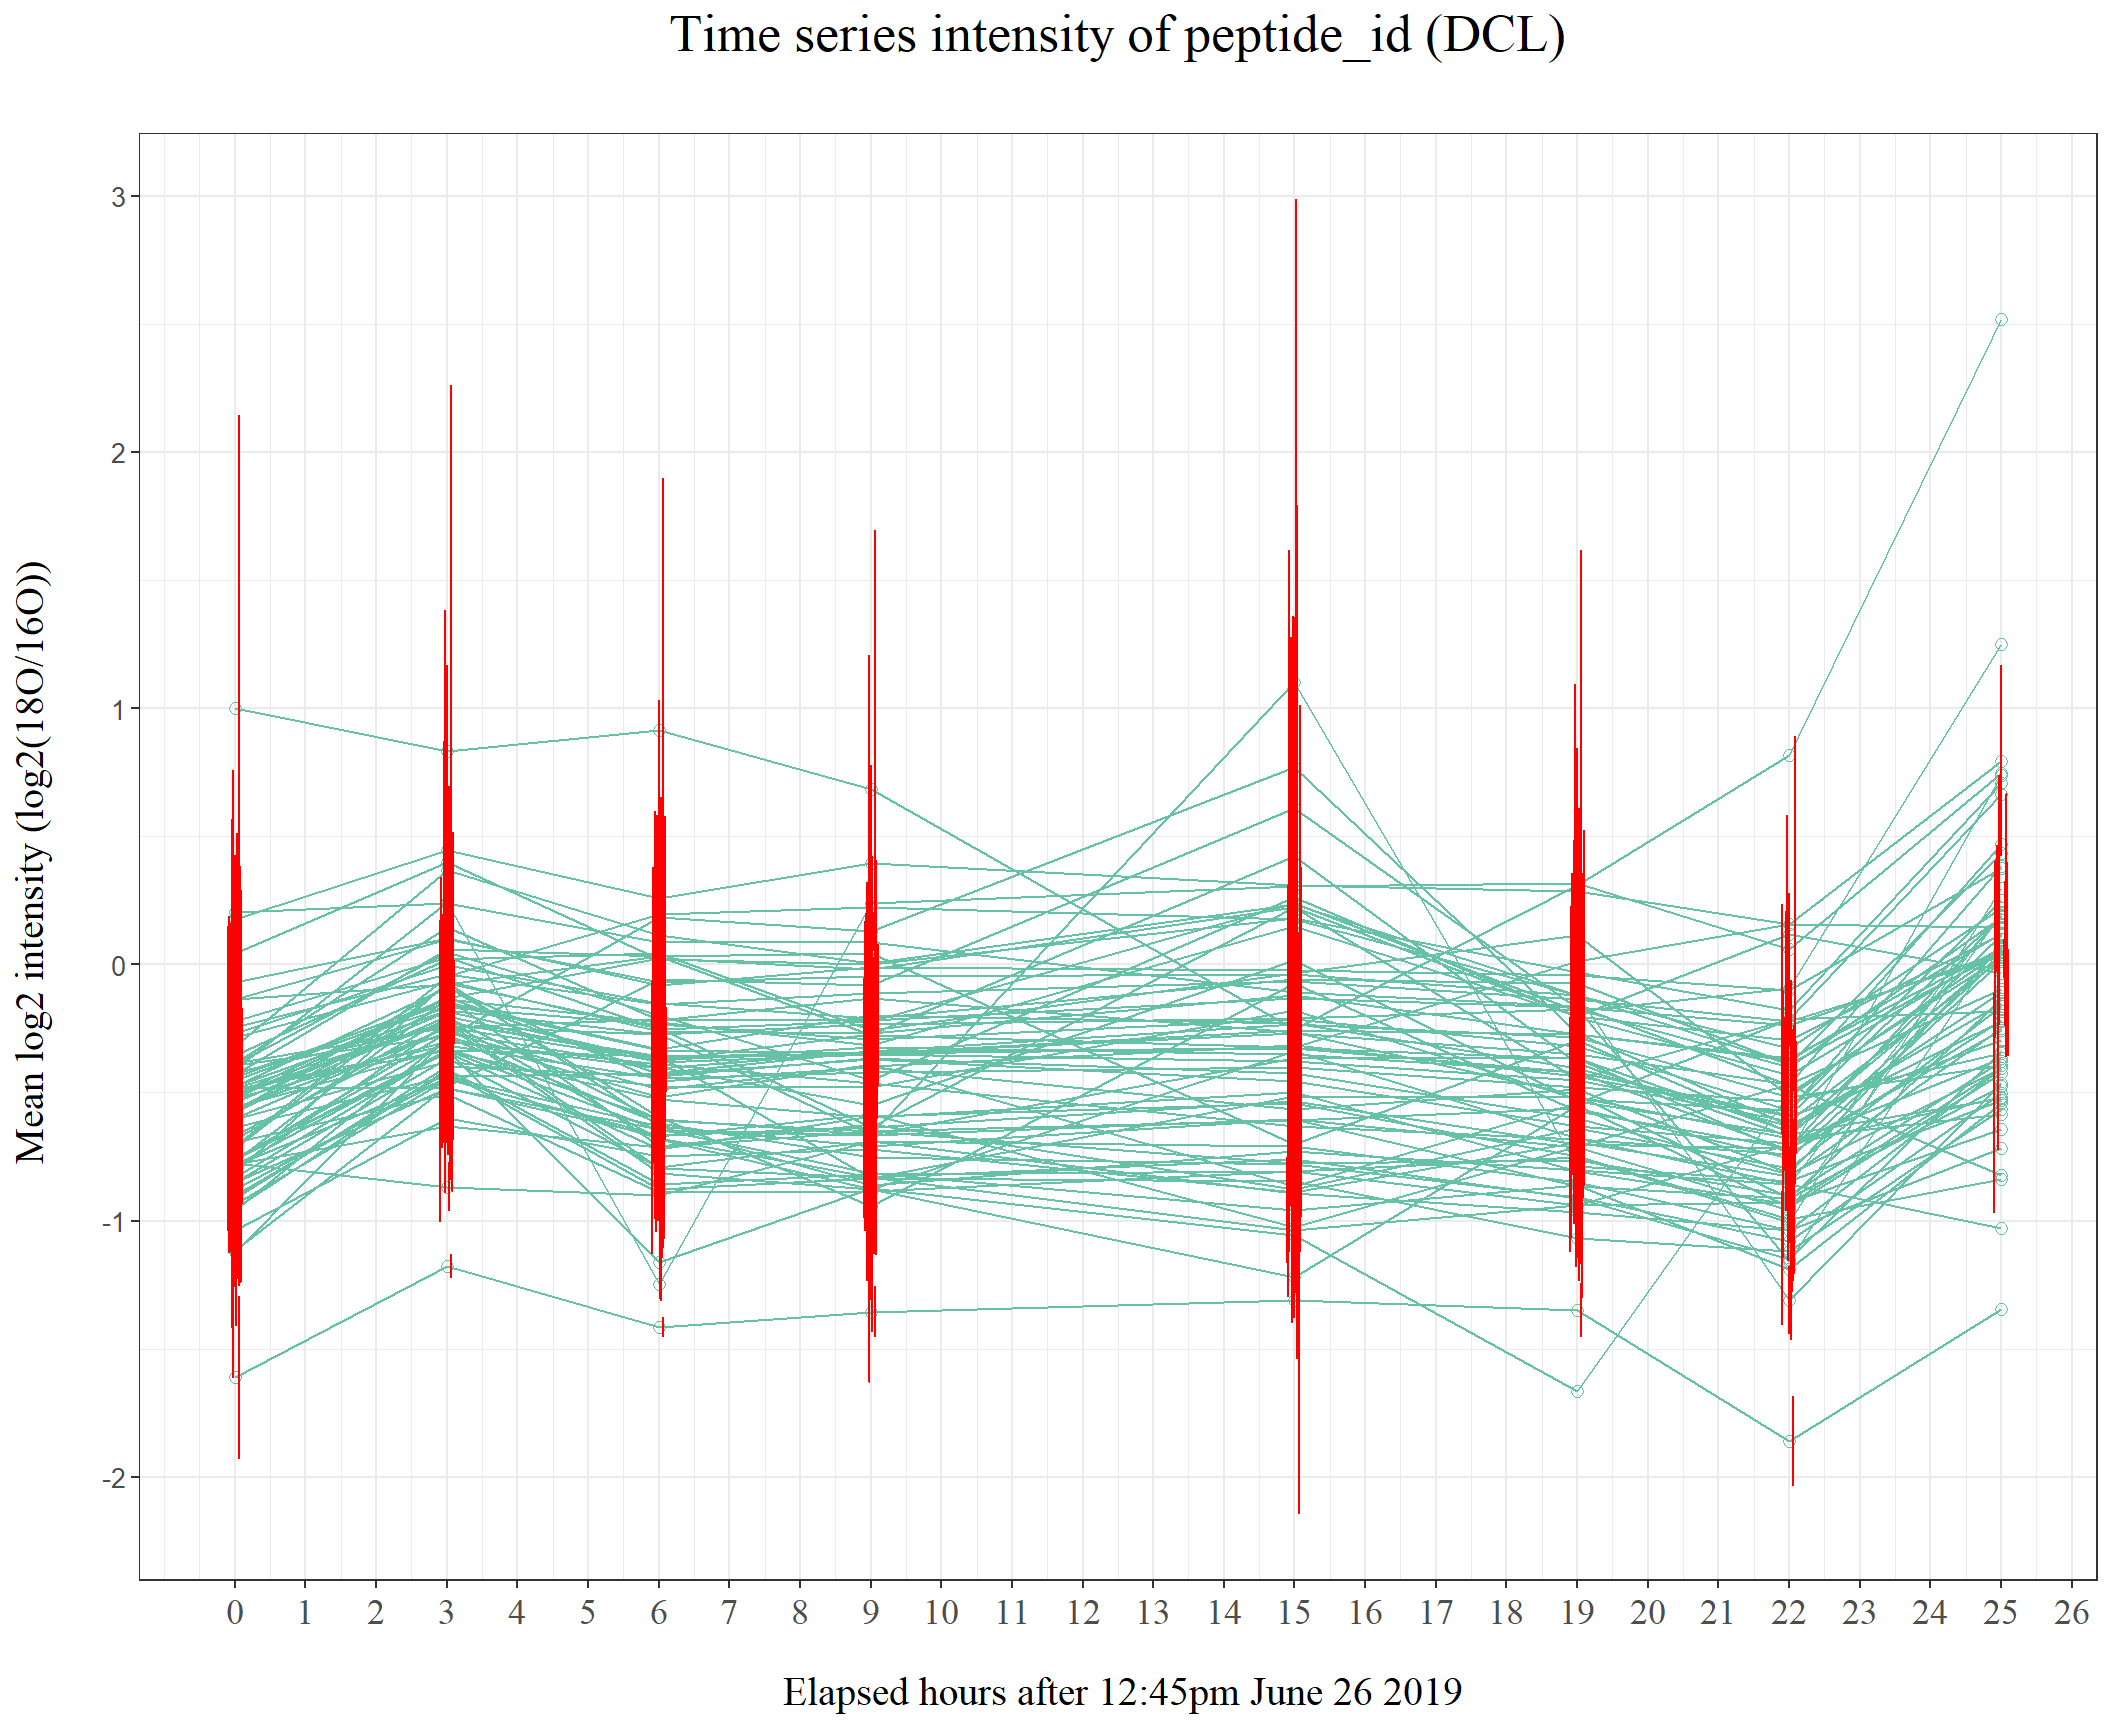 Time series intensity of peptide_id (DCL)
Mean log2 intensity (log2(18O/16O))
3
2
1
0
-1
-2
0 1 2 3 4 5 6 7 8 9 10 11 12 13 14 15 16 17 18 19 20 21 22 23 24 25 26
Elapsed hours after 12:45pm June 26 2019